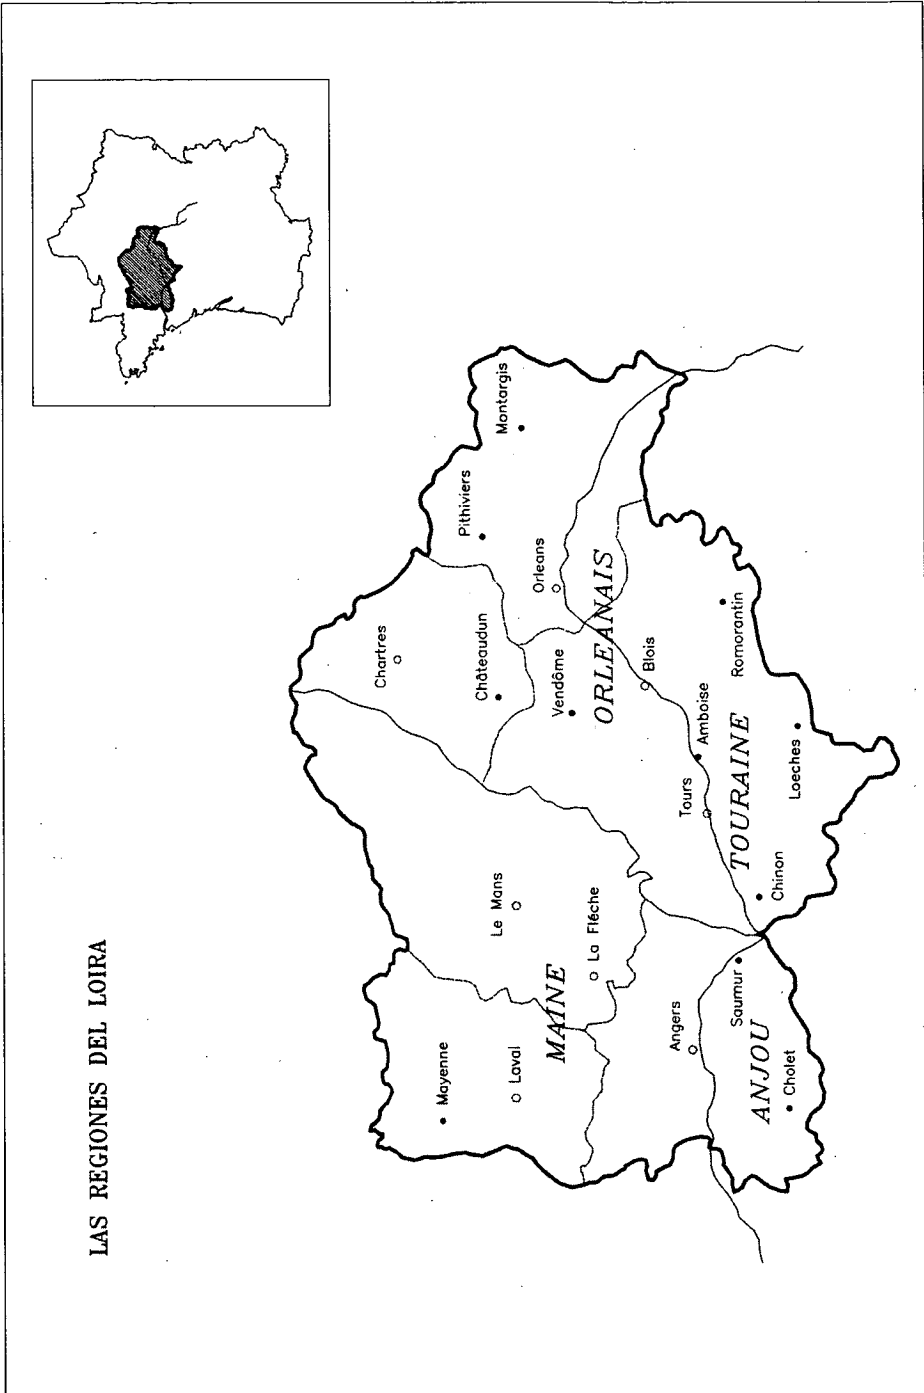 LAS REGIONES DEL LOIRA
Mayenne
Laval
MAINE
Le Mans
La Fléche
Chartres
Châteaudun
Vendôme
Pithiviers
Montargis
Orleans
ORLEANAIS
Blois
Romorantin
Amboise
Tours
TOURAINE
Loeches
Chinon
Angers
Saumur
ANJOU
Cholet